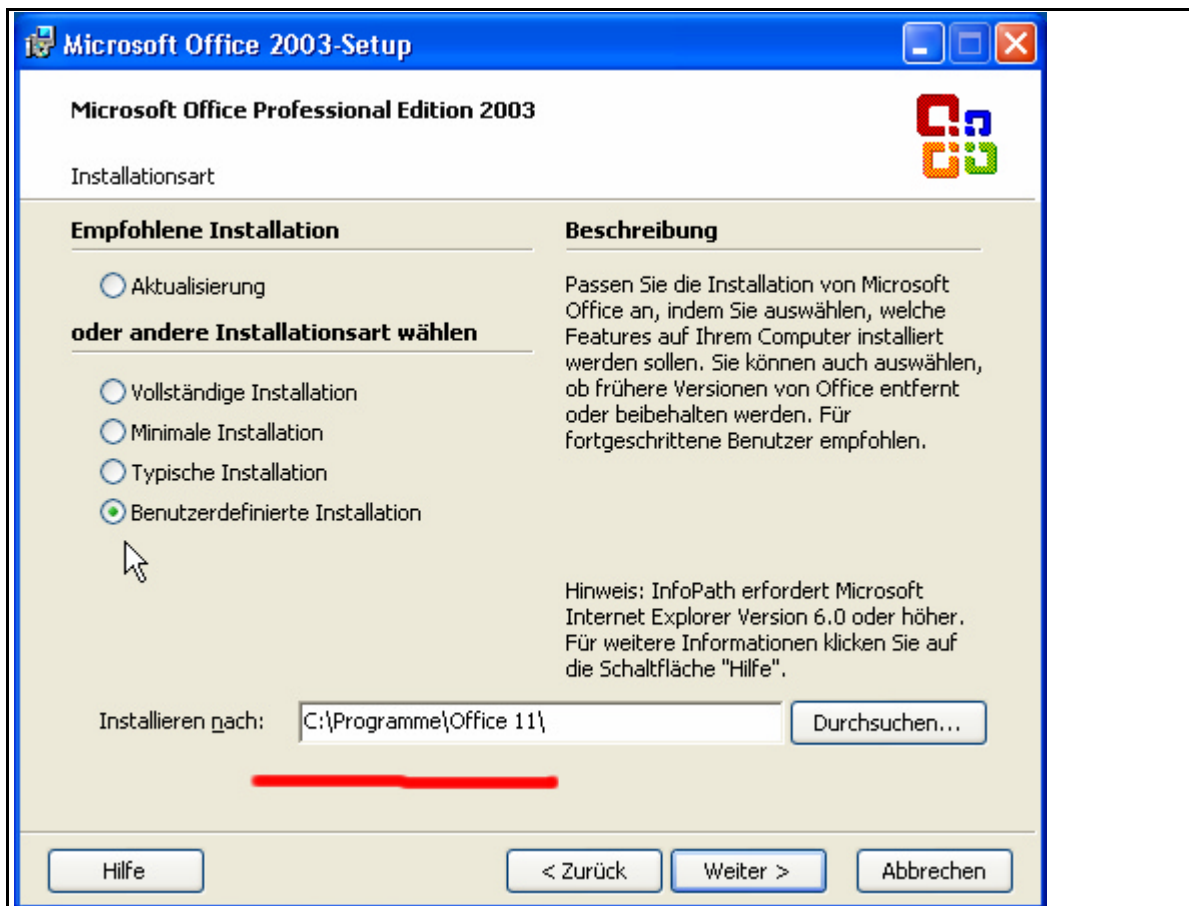 Microsoft Office 2003-Setup
Microsoft Office Professional Edition 2003
Installationsart
Empfohlene Installation
Aktualisierung
oder andere Installationsart wählen
Vollständige Installation
Minimale Installation
Typische Installation
Benutzerdefinierte Installation
Beschreibung
Passen Sie die Installation von Microsoft
Office an, indem Sie auswählen, welche
Features auf Ihrem Computer installiert
werden sollen. Sie können auch auswählen,
ob frühere Versionen von Office entfernt
oder beibehalten werden. Für
fortgeschrittene Benutzer empfohlen.
Hinweis: InfoPath erfordert Microsoft
Internet Explorer Version 6.0 oder höher.
Für weitere Informationen klicken Sie auf
die Schaltfläche "Hilfe".
Installieren nach: C:\Programme\Office 11\ Durchsuchen...
Hilfe < Zurück Weiter > Abbrechen